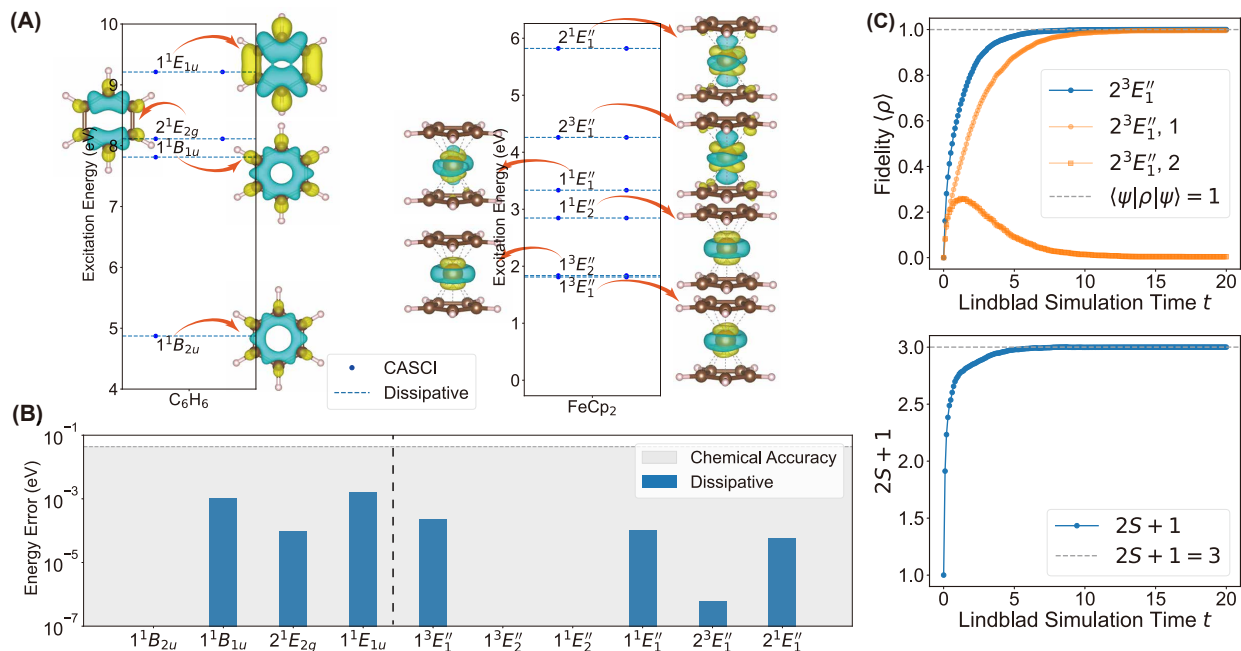 (A)
Excitation Energy (eV)
10
9
8
7
6
5
4
1¹E₁ᵤ
2¹E₂g
1¹B₁ᵤ
1¹B₂ᵤ
C₆H₆
CASCI
Dissipative
Excitation Energy (eV)
6
5
4
3
2
1
0
2¹E₁″
2³E₁″
1¹E₁″
1¹E₂″
1³E₂″
1³E₁″
FeCp₂
(B)
Energy Error (eV)
10⁻¹
10⁻³
10⁻⁵
10⁻⁷
Chemical Accuracy
Dissipative
1¹B₂ᵤ 1¹B₁ᵤ 2¹E₂g 1¹E₁ᵤ 1³E₁″ 1³E₂″ 1¹E₂″ 1¹E₁″ 2³E₁″ 2¹E₁″
(C)
Fidelity ⟨ρ⟩
1.0
0.8
0.6
0.4
0.2
0.0
2³E₁″
2³E₁″, 1
2³E₁″, 2
⟨ψ|ρ|ψ⟩ = 1
0 5 10 15 20
Lindblad Simulation Time t
2S + 1
3.0
2.5
2.0
1.5
1.0
2S + 1
2S + 1 = 3
0 5 10 15 20
Lindblad Simulation Time t